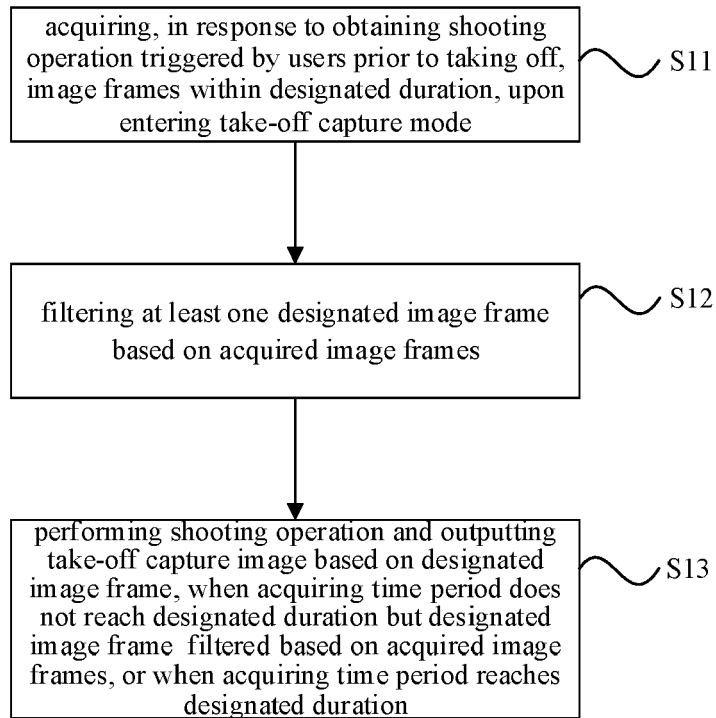 acquiring, in response to obtaining shooting
operation triggered by users prior to taking off,
image frames within designated duration, upon
entering take-off capture mode
S11
filtering at least one designated image frame
based on acquired image frames
S12
performing shooting operation and outputting
take-off capture image based on designated
image frame, when acquiring time period does
not reach designated duration but designated
image frame filtered based on acquired image
frames, or when acquiring time period reaches
designated duration
S13